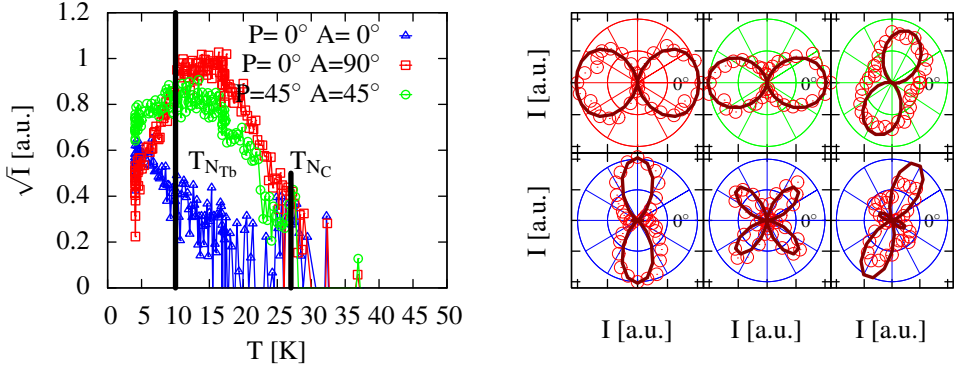 1.2
1
0.8
0.6
0.4
0.2
0
√I [a.u.]
P= 0° A= 0°
P= 0° A=90°
P=45° A=45°
T_{N_{Tb}}
T_{N_C}
0 5 10 15 20 25 30 35 40 45 50
T [K]
I [a.u.]
0° 0° 0°
I [a.u.]
0° 0° 0°
I [a.u.] I [a.u.] I [a.u.]